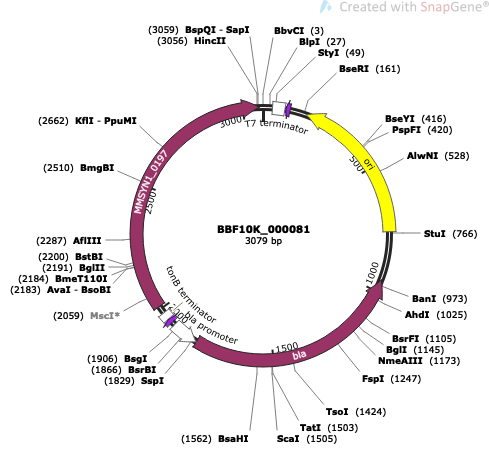 Created with SnapGene®
(3059) BspQI - SapI
(3056) HincII
BbvCI (3)
BlpI (27)
StyI (49)
BseRI (161)
BseYI (416)
PspFI (420)
AlwNI (528)
StuI (766)
BanI (973)
AhdI (1025)
BsrFI (1105)
BglI (1145)
NmeAIII (1173)
FspI (1247)
TsoI (1424)
TatI (1503)
ScaI (1505)
(1562) BsaHI
(1829) SspI
(1866) BsrBI
(1906) BsgI
(2059) MscI*
(2183) AvaI - BsoBI
(2184) BmeT110I
(2191) BglII
(2200) BstBI
(2287) AflIII
(2510) BmgBI
(2662) KflI - PpuMI
T7 terminator
ori
bla
bla promoter
tonB terminator
MMSYN1_0197
500
1000
1500
2000
2500
3000
BBF10K_000081
3079 bp